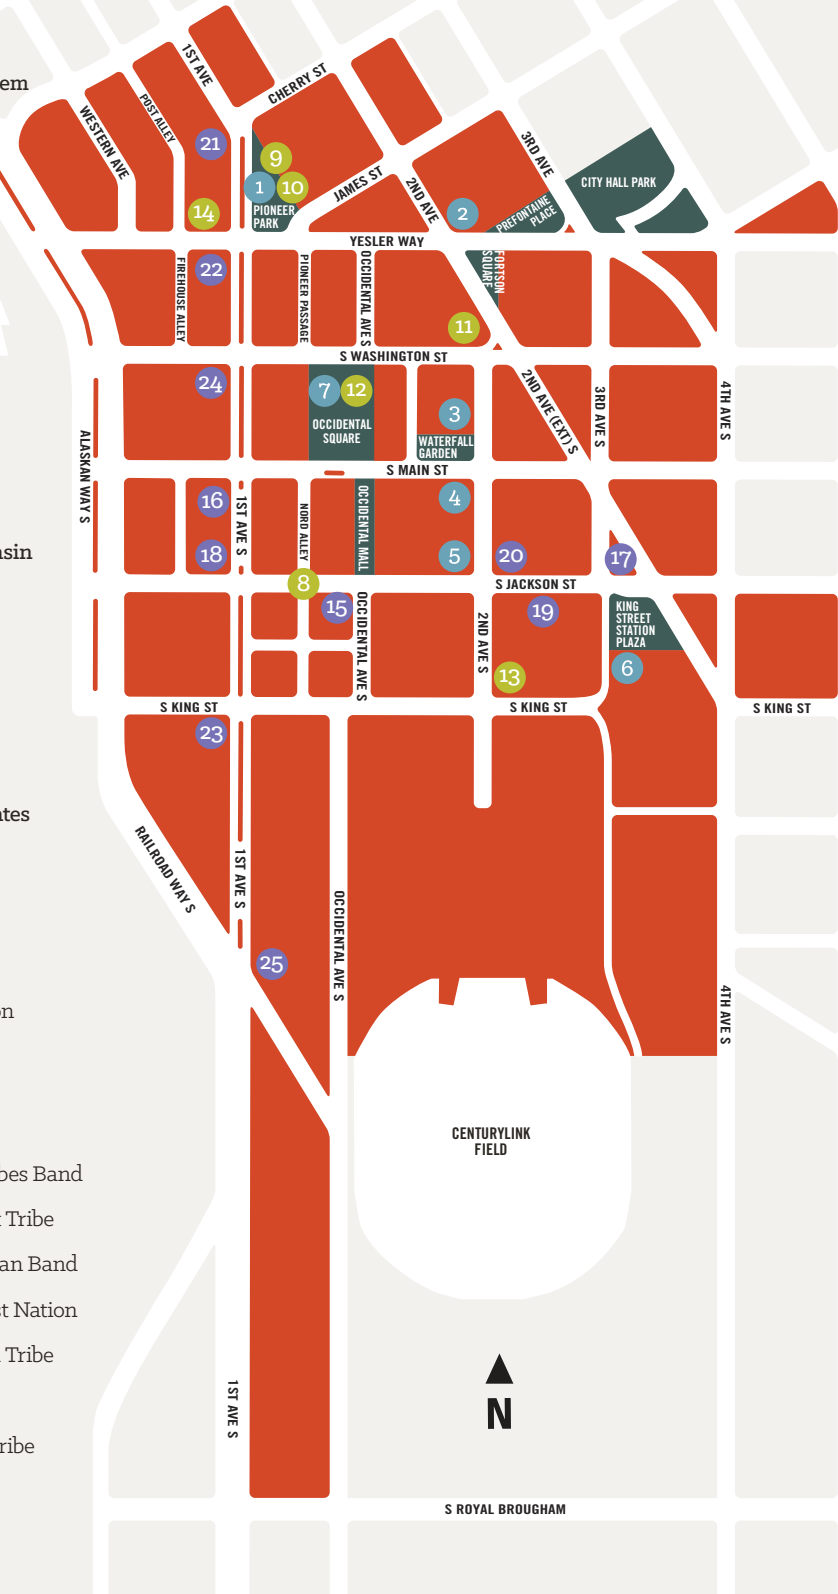 em
1ST AVE
CHERRY ST
POST ALLEY
WESTERN AVE
21
9
1
10
PIONEER
PARK
14
JAMES ST
2ND AVE
3RD AVE
2
PREFONTAINE
PLACE
CITY HALL PARK
YESLER WAY
FIREHOUSE ALLEY
22
PIONEER PASSAGE
OCCIDENTAL AVE S
FORTSON
SQUARE
11
S WASHINGTON ST
24
7
12
OCCIDENTAL
SQUARE
3
WATERFALL
GARDEN
2ND AVE (EXT) S
3RD AVE S
4TH AVE S
ALASKAN WAY S
S MAIN ST
16
18
1ST AVE S
NORD ALLEY
OCCIDENTAL MALL
4
5
20
17
sin
S JACKSON ST
8
15
OCCIDENTAL AVE S
2ND AVE S
19
13
KING
STREET
STATION
PLAZA
6
S KING ST
S KING ST
S KING ST
23
tes
RAILROAD WAY S
1ST AVE S
OCCIDENTAL AVE S
25
4TH AVE S
n
CENTURYLINK
FIELD
bes Band
Tribe
an Band
st Nation
Tribe
N
1ST AVE S
ribe
S ROYAL BROUGHAM